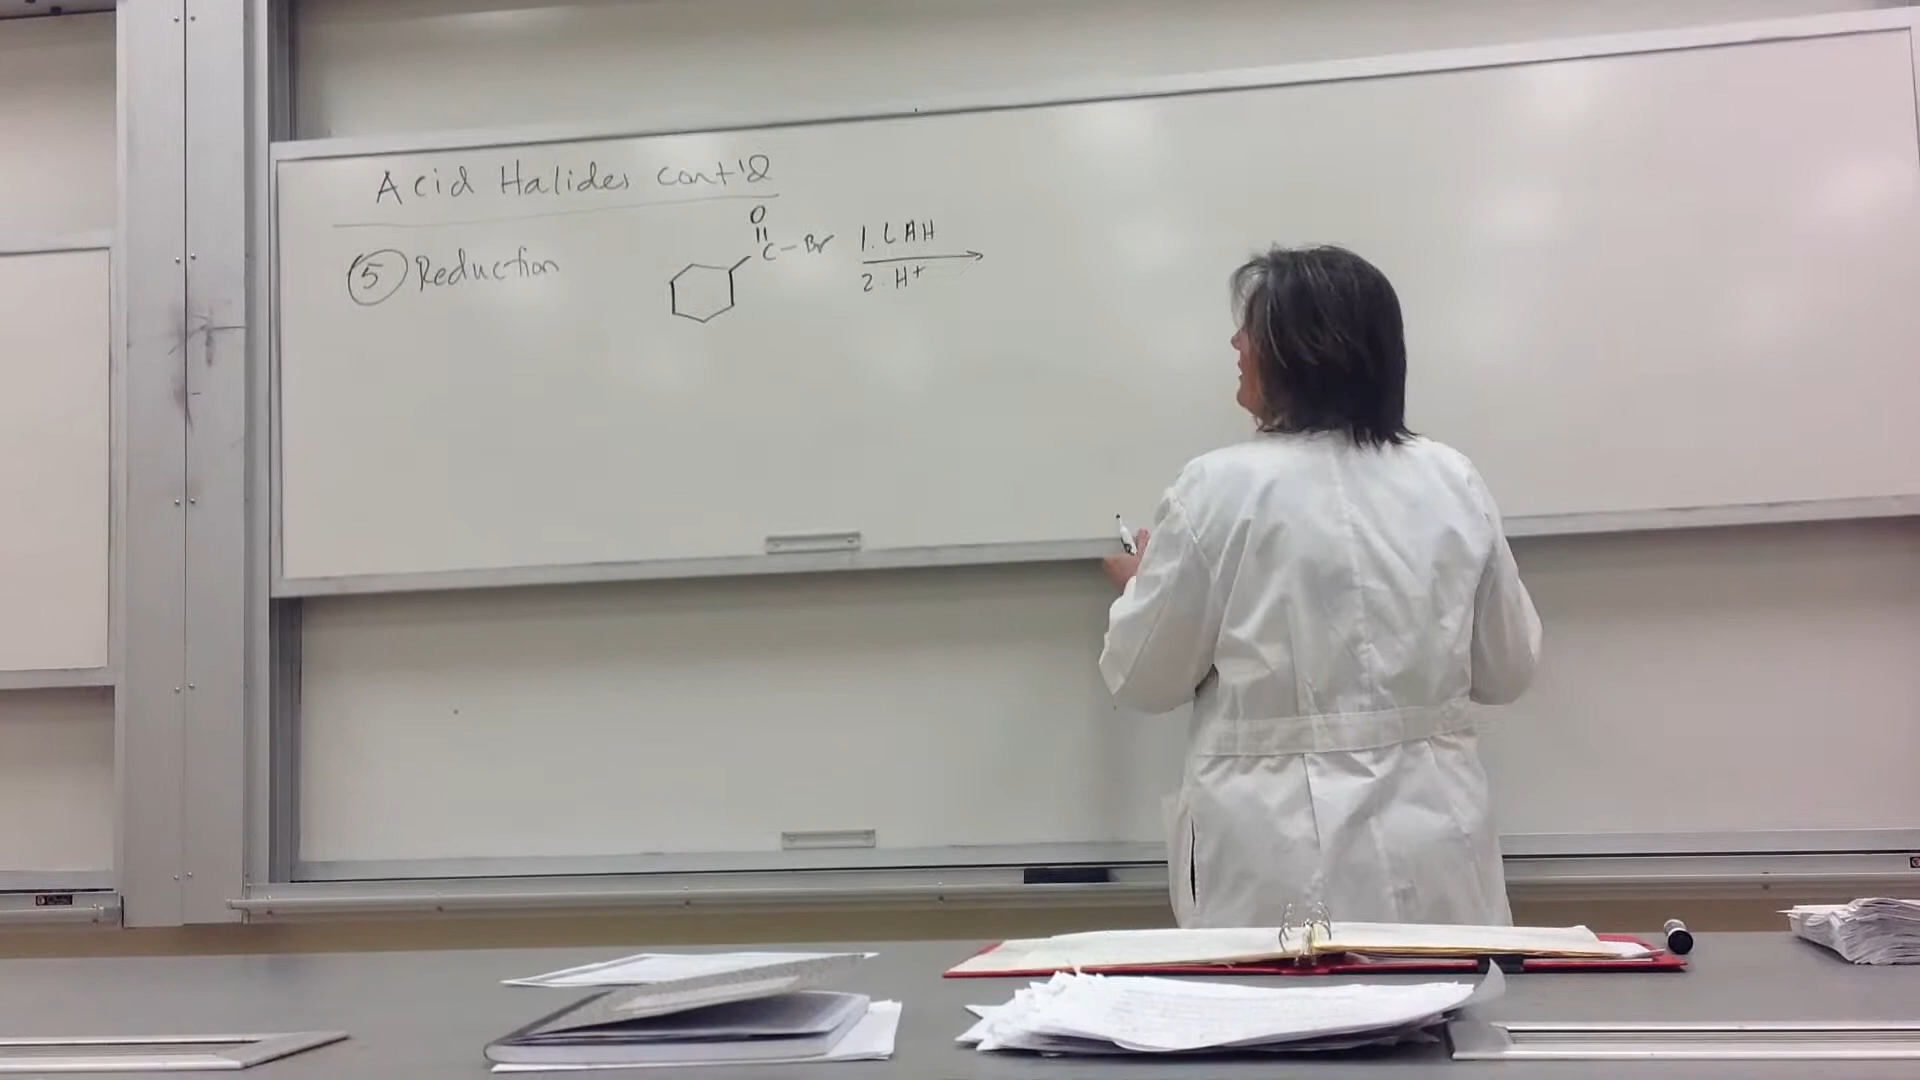 Acid Halides cont'd
⑤ Reduction
O
C-Br
1. LAH
2. H+